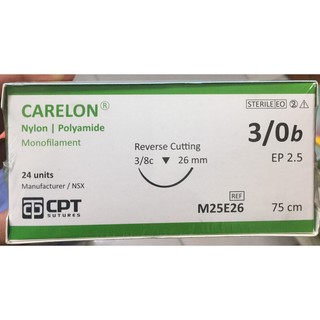 CARELON®
Nylon | Polyamide
Monofilament
24 units
Manufacturer / NSX
CPT
SUTURES
Reverse Cutting
3/8c ▼ 26 mm
STERILE EO
3/0b
EP 2.5
REF
M25E26
75 cm